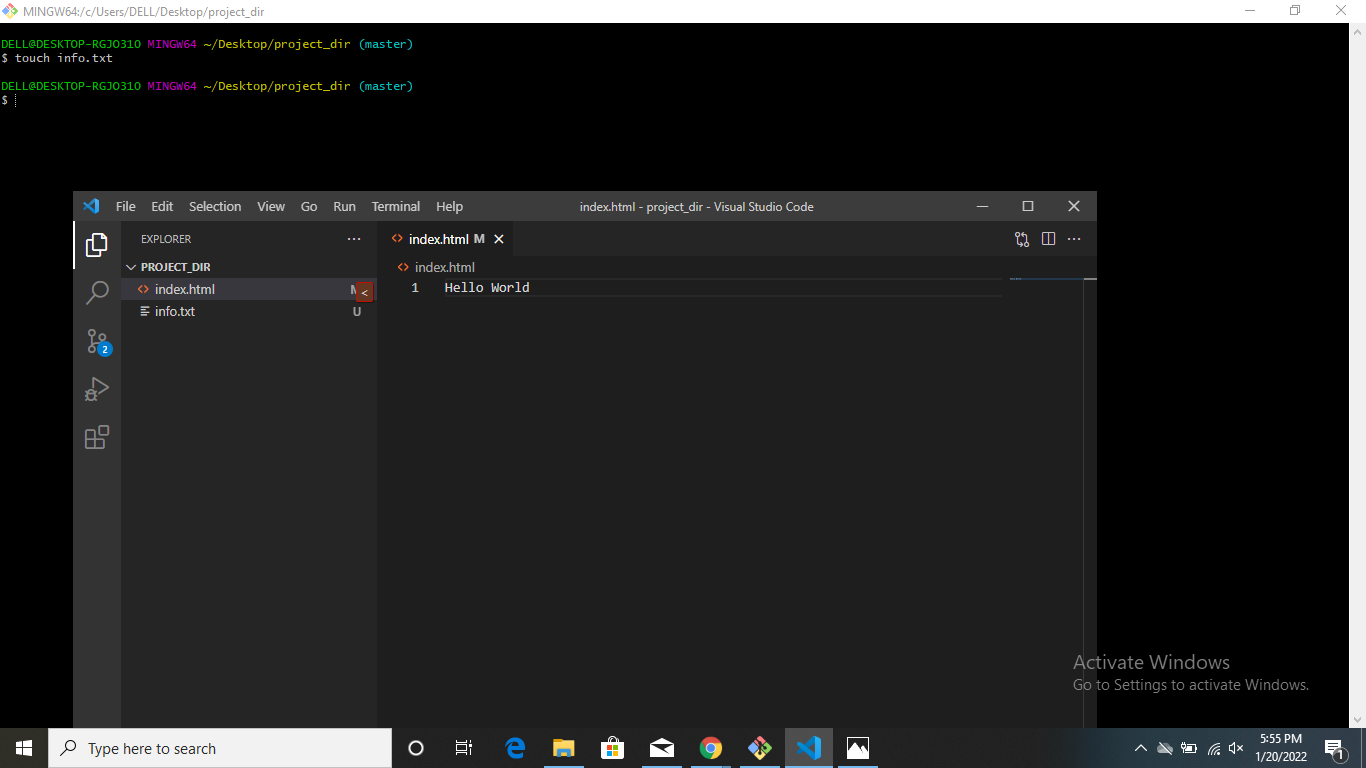 MINGW64:/c/Users/DELL/Desktop/project_dir
DELL@DESKTOP-RGJO31O MINGW64 ~/Desktop/project_dir (master)
$ touch info.txt
DELL@DESKTOP-RGJO31O MINGW64 ~/Desktop/project_dir (master)
$
File Edit Selection View Go Run Terminal Help
index.html - project_dir - Visual Studio Code
EXPLORER
PROJECT_DIR
index.html M
<
info.txt U
2
index.html M
index.html
1 Hello World
Activate Windows
Go to Settings to activate Windows.
Type here to search
5:55 PM
1/20/2022
1